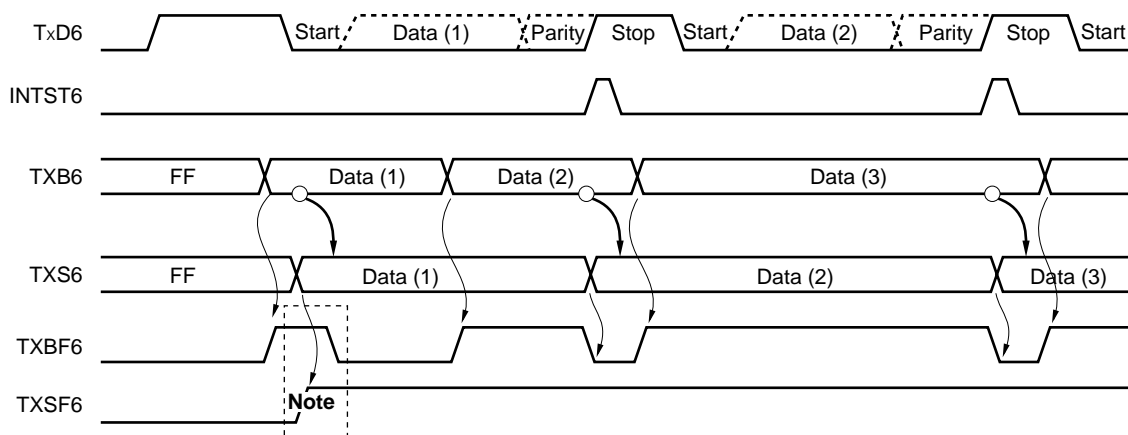 TxD6 Start Data (1) Parity Stop Start Data (2) Parity Stop Start
INTST6
TXB6 FF Data (1) Data (2) Data (3)
TXS6 FF Data (1) Data (2) Data (3)
TXBF6
TXSF6 Note